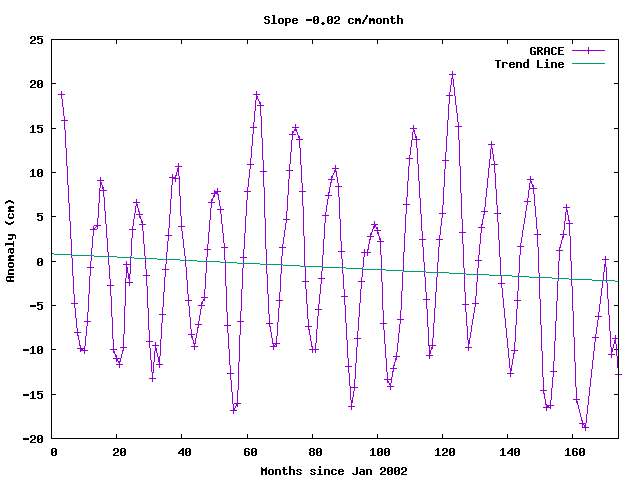 Slope -0.02 cm/month
GRACE
Trend Line
25
20
15
10
5
0
-5
-10
-15
-20
Anomaly (cm)
0 20 40 60 80 100 120 140 160
Months since Jan 2002